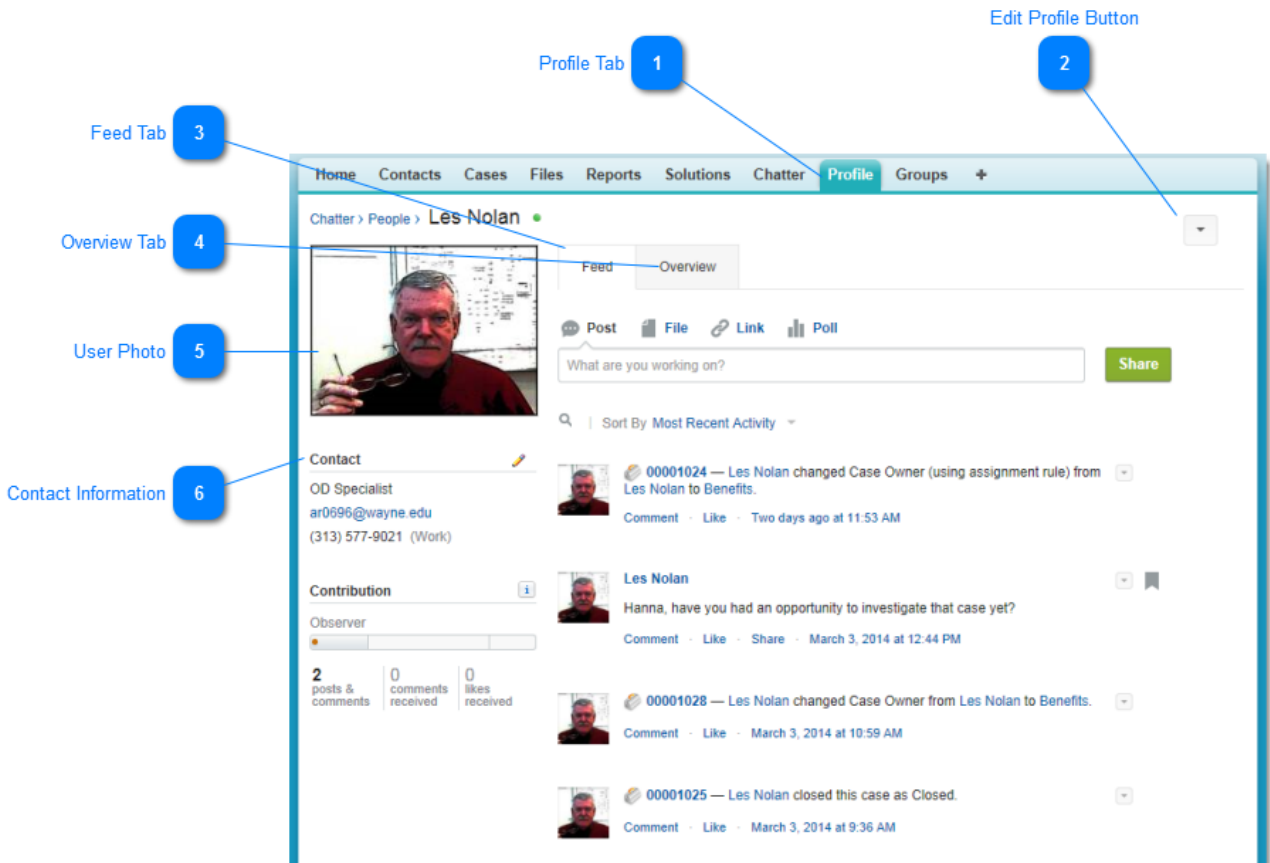 Edit Profile Button
2
Profile Tab 1
Feed Tab 3
Home Contacts Cases Files Reports Solutions Chatter Profile Groups +
Chatter › People › Les Nolan
Overview Tab 4
Feed Overview
Post File Link Poll
User Photo 5
What are you working on? Share
Sort By Most Recent Activity
Contact
Contact Information 6
OD Specialist
ar0696@wayne.edu
(313) 577-9021 (Work)
Contribution i
Observer
2 0 0
posts & comments likes
comments received received
00001024 — Les Nolan changed Case Owner (using assignment rule) from
Les Nolan to Benefits.
Comment · Like · Two days ago at 11:53 AM
Les Nolan
Hanna, have you had an opportunity to investigate that case yet?
Comment · Like · Share · March 3, 2014 at 12:44 PM
00001028 — Les Nolan changed Case Owner from Les Nolan to Benefits.
Comment · Like · March 3, 2014 at 10:59 AM
00001025 — Les Nolan closed this case as Closed.
Comment · Like · March 3, 2014 at 9:36 AM